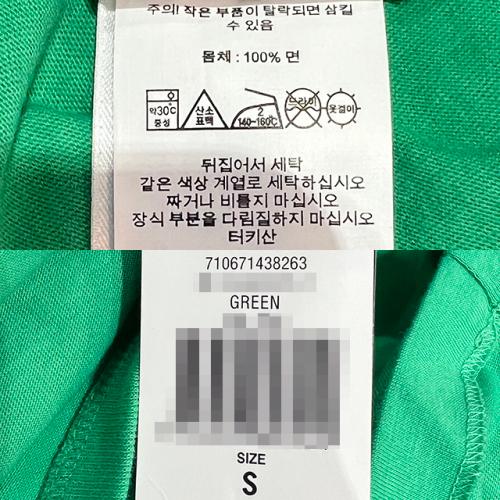 주의! 작은 부품이 탈락되면 삼킬
수 있음
몸체 : 100% 면
약30℃
중성
산소
표백
2
140~160℃
드라이
옷걸이
뒤집어서 세탁
같은 색상 계열로 세탁하십시오
짜거나 비틀지 마십시오
장식 부분을 다림질하지 마십시오
터키산
710671438263
GREEN
SIZE
S